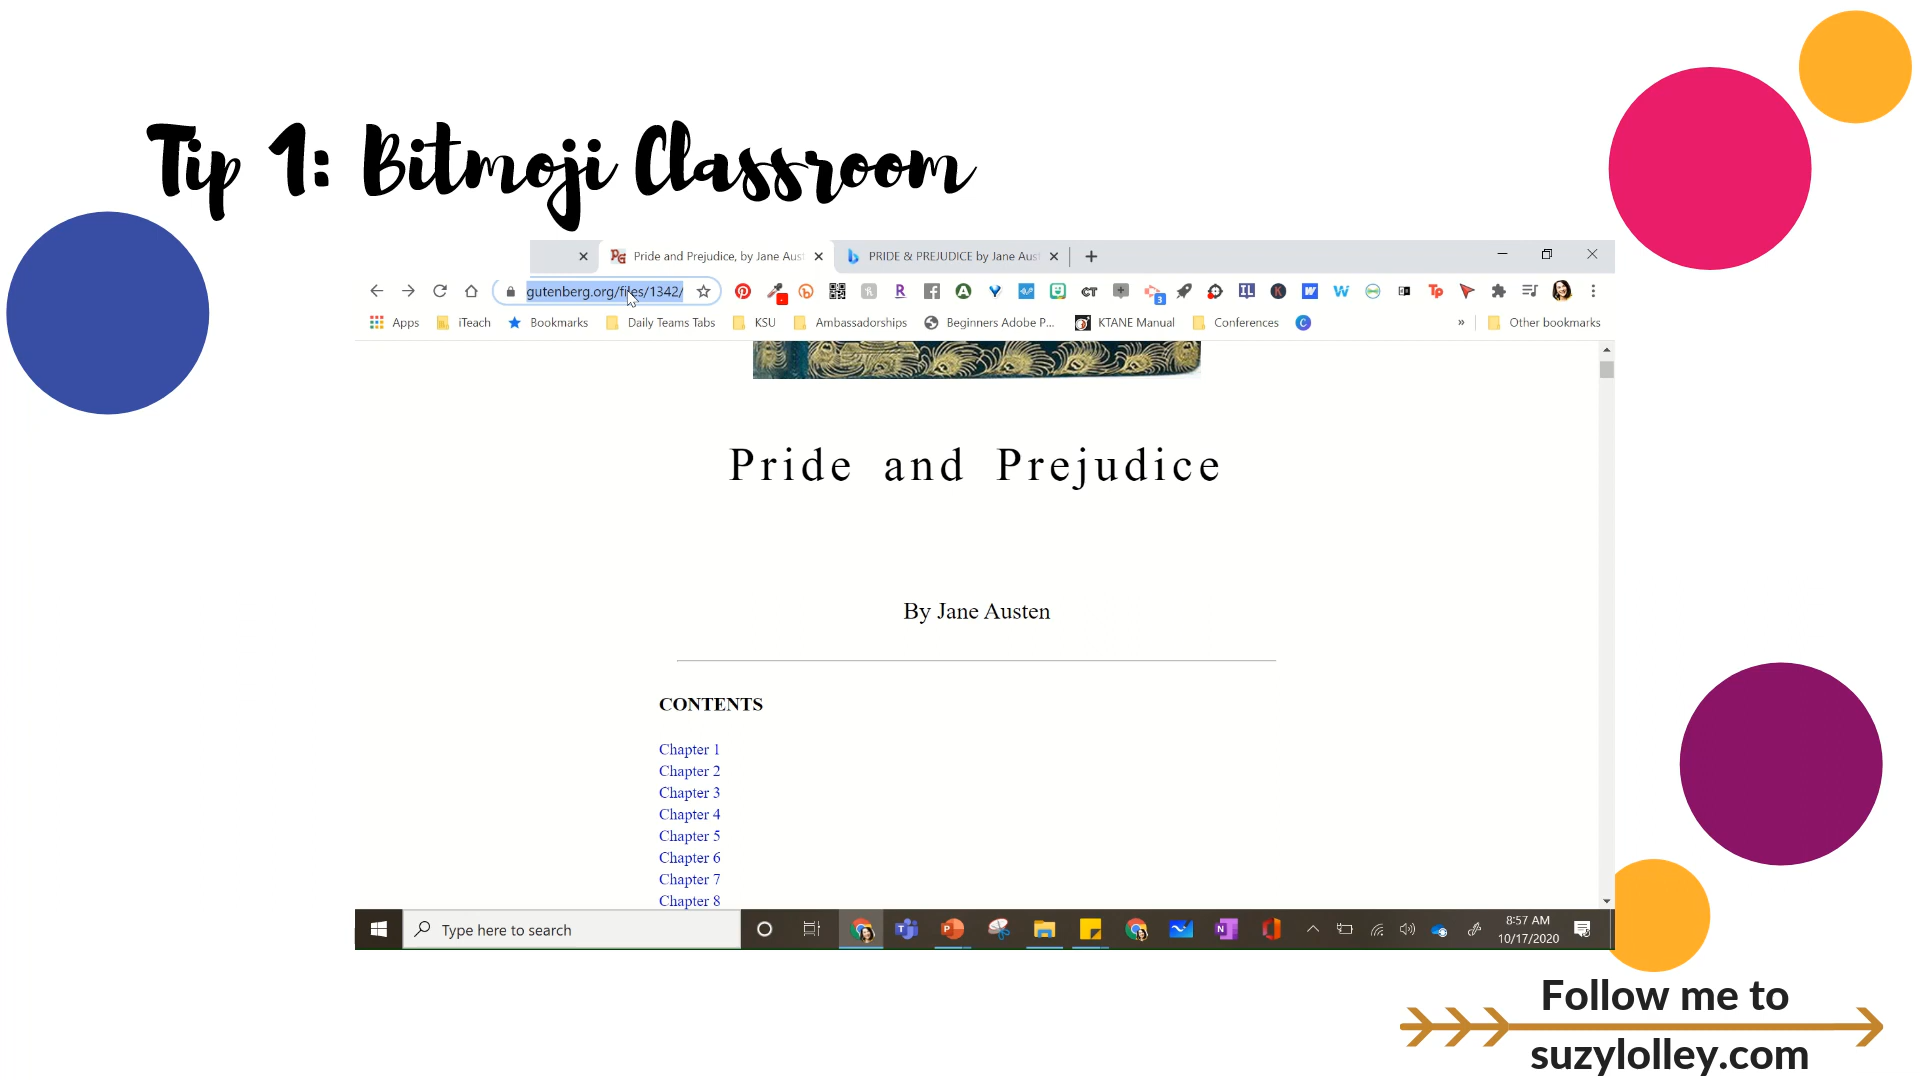 Tip 1: Bitmoji Classroom
Pride and Prejudice, by Jane Aust
PRIDE & PREJUDICE by Jane Aust
gutenberg.org/files/1342/
Apps iTeach Bookmarks Daily Teams Tabs KSU Ambassadorships Beginners Adobe P... KTANE Manual Conferences » Other bookmarks
Pride and Prejudice
By Jane Austen
CONTENTS
Chapter 1
Chapter 2
Chapter 3
Chapter 4
Chapter 5
Chapter 6
Chapter 7
Chapter 8
Type here to search
8:57 AM
10/17/2020
Follow me to
suzylolley.com